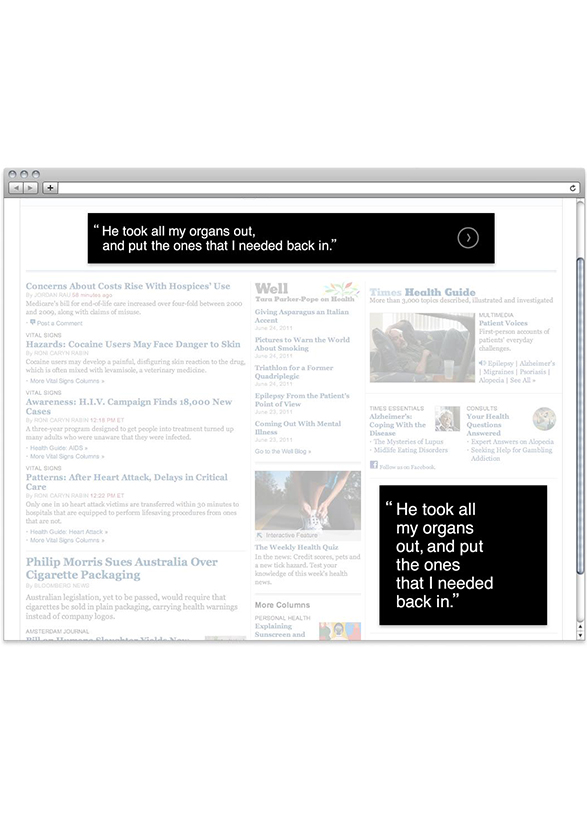 “ He took all my organs out,
and put the ones that I needed back in.”
Concerns About Costs Rise With Hospices' Use
By JORDAN RAU 58 minutes ago
Medicare's bill for end-of-life care increased over four-fold between 2000
and 2009, along with claims of misuse.
Post a Comment
VITAL SIGNS
Hazards: Cocaine Users May Face Danger to Skin
By RONI CARYN RABIN
Cocaine users may develop a painful, disfiguring skin reaction to the drug,
which is often mixed with levamisole, a veterinary medicine.
· More Vital Signs Columns »
VITAL SIGNS
Awareness: H.I.V. Campaign Finds 18,000 New
Cases
By RONI CARYN RABIN 12:15 PM ET
A three-year program designed to get people into treatment turned up
many adults who were unaware that they were infected.
· Health Guide: AIDS »
· More Vital Signs Columns »
VITAL SIGNS
Patterns: After Heart Attack, Delays in Critical
Care
By RONI CARYN RABIN 12:22 PM ET
Only one in 10 heart attack victims are transferred within 30 minutes to
hospitals that are equipped to perform lifesaving procedures from ones
that are not.
· Health Guide: Heart Attack »
· More Vital Signs Columns »
Philip Morris Sues Australia Over
Cigarette Packaging
By BLOOMBERG NEWS
Australian legislation, yet to be passed, would require that
cigarettes be sold in plain packaging, carrying health warnings
instead of company logos.
AMSTERDAM JOURNAL
Well
Tara Parker-Pope on Health
Giving Asparagus an Italian
Accent
June 24, 2011
Pictures to Warn the World
About Smoking
June 24, 2011
Triathlon for a Former
Quadriplegic
June 24, 2011
Epilepsy From the Patient's
Point of View
June 23, 2011
Coming Out With Mental
Illness
June 23, 2011
Go to the Well Blog »
Interactive Feature
The Weekly Health Quiz
In the news: Credit scores, pets and
a new tick hazard. Test your
knowledge of this week's health
news.
More Columns
PERSONAL HEALTH
Explaining
Sunscreen and
Times Health Guide
More than 3,000 topics described, illustrated and investigated
MULTIMEDIA
Patient Voices
First-person accounts of
patients' everyday
challenges.
Epilepsy | Alzheimer's
| Migraines | Psoriasis |
Alopecia | See All »
TIMES ESSENTIALS
Alzheimer's:
Coping With the
Disease
· The Mysteries of Lupus
· Midlife Eating Disorders
CONSULTS
Your Health
Questions
Answered
· Expert Answers on Alopecia
· Seeking Help for Gambling
Addiction
Follow us on Facebook.
“ He took all
my organs
out, and put
the ones
that I needed
back in.”